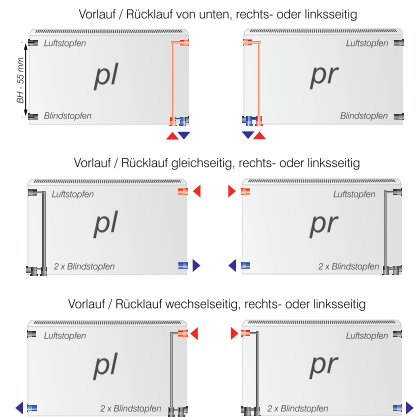 Vorlauf / Rücklauf von unten, rechts- oder linksseitig
Luftstopfen
pl
BH - 55 mm
Blindstopfen
Luftstopfen
pr
Blindstopfen
Vorlauf / Rücklauf gleichseitig, rechts- oder linksseitig
Luftstopfen
pl
2 x Blindstopfen
Luftstopfen
pr
2 x Blindstopfen
Vorlauf / Rücklauf wechselseitig, rechts- oder linksseitig
Luftstopfen
pl
2 x Blindstopfen
Luftstopfen
pr
2 x Blindstopfen